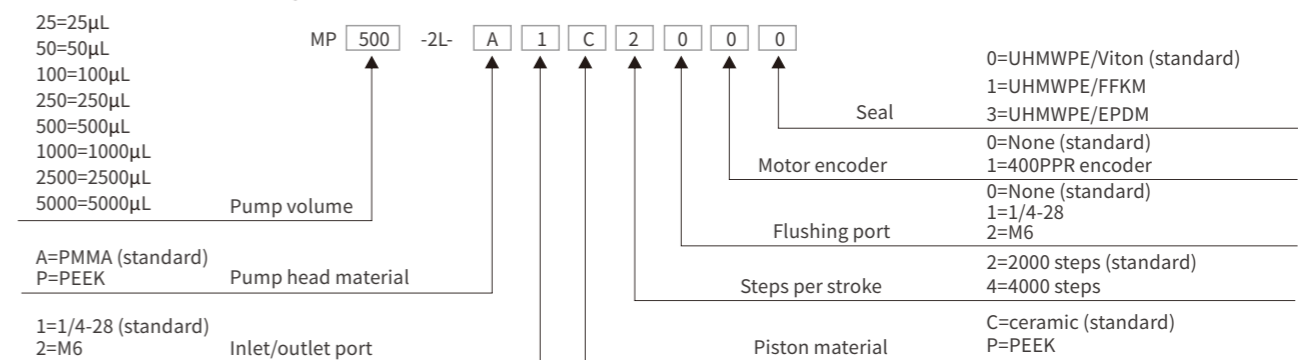 25=25μL
50=50μL
100=100μL
250=250μL
500=500μL
1000=1000μL
2500=2500μL
5000=5000μL
Pump volume
MP 500 -2L- A 1 C 2 0 0 0
0=UHMWPE/Viton (standard)
1=UHMWPE/FFKM
3=UHMWPE/EPDM
Seal
0=None (standard)
1=400PPR encoder
Motor encoder
0=None (standard)
1=1/4-28
2=M6
Flushing port
A=PMMA (standard)
P=PEEK
Pump head material
2=2000 steps (standard)
4=4000 steps
Steps per stroke
1=1/4-28 (standard)
2=M6
Inlet/outlet port
C=ceramic (standard)
P=PEEK
Piston material